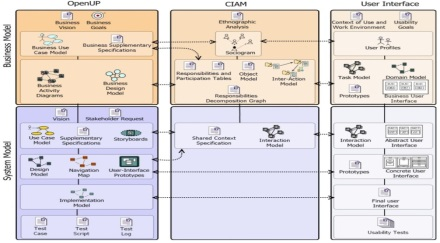 OpenUP
CIAM
User Interface
Business Model
Business
Vision
Business
Goals
Business Use
Case Model
Business Supplementary
Specifications
Business
Activity
Diagrams
Business
Design
Model
Ethnographic
Analysis
Sociogram
Responsibilities and
Participation Tables
Object
Model
Inter-Action
Model
Responsibilities
Decomposition Graph
Context of Use and
Work Environment
Usability
Goals
User Profiles
Task Model
Domain Model
Prototypes
Business User
Interface
System Model
Vision
Stakeholder Request
Use Case
Model
Supplementary
Specifications
Storyboards
Design
Model
Navigation
Map
User-Interface
Prototypes
Implementation
Model
Test
Case
Test
Script
Test
Log
Shared Context
Specification
Interaction
Model
Interaction
Model
Abstract User
Interface
Prototypes
Concrete User
Interface
Final user
Interface
Usability Tests